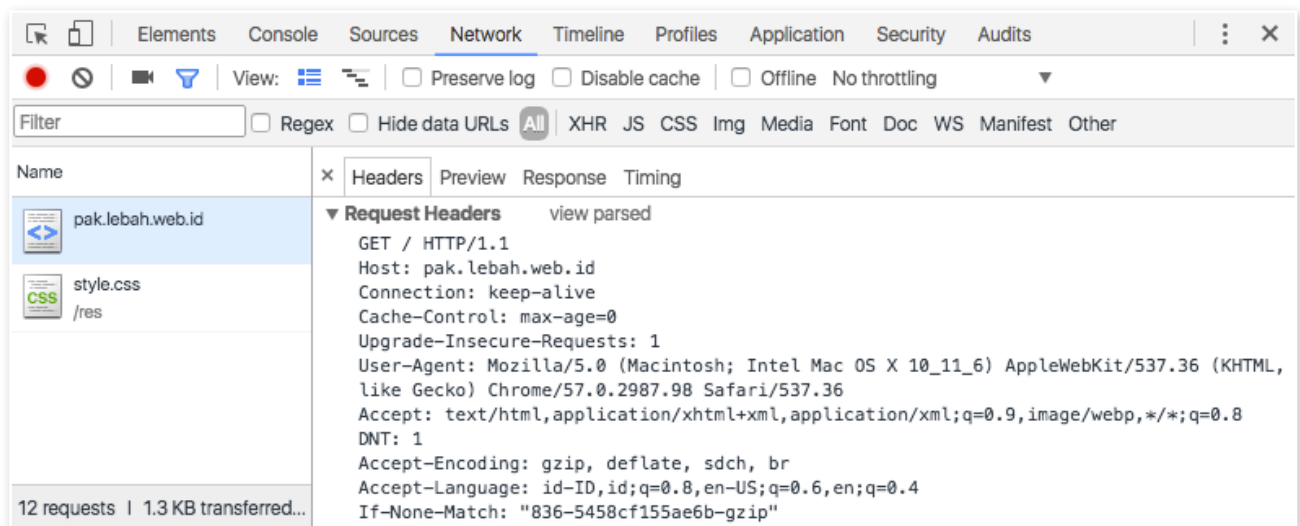 Elements Console Sources Network Timeline Profiles Application Security Audits
View: Preserve log Disable cache Offline No throttling
Filter Regex Hide data URLs All XHR JS CSS Img Media Font Doc WS Manifest Other
Name
pak.lebah.web.id
CSS
style.css
/res
12 requests | 1.3 KB transferred...
Headers Preview Response Timing
Request Headers view parsed
GET / HTTP/1.1
Host: pak.lebah.web.id
Connection: keep-alive
Cache-Control: max-age=0
Upgrade-Insecure-Requests: 1
User-Agent: Mozilla/5.0 (Macintosh; Intel Mac OS X 10_11_6) AppleWebKit/537.36 (KHTML,
like Gecko) Chrome/57.0.2987.98 Safari/537.36
Accept: text/html,application/xhtml+xml,application/xml;q=0.9,image/webp,*/*;q=0.8
DNT: 1
Accept-Encoding: gzip, deflate, sdch, br
Accept-Language: id-ID,id;q=0.8,en-US;q=0.6,en;q=0.4
If-None-Match: "836-5458cf155ae6b-gzip"